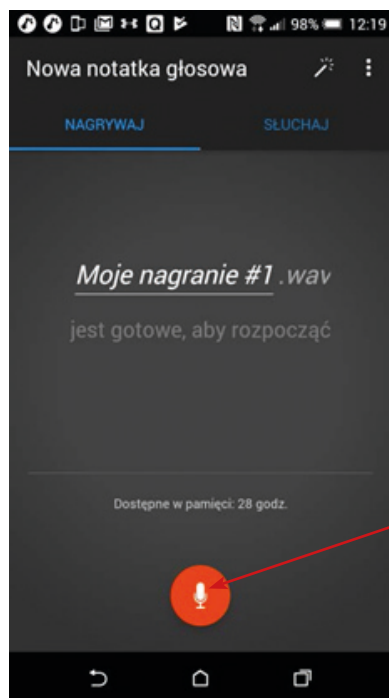 98% 12:19
Nowa notatka głosowa
NAGRYWAJ SŁUCHAJ
Moje nagranie #1 .wav
jest gotowe, aby rozpocząć
Dostępne w pamięci: 28 godz.